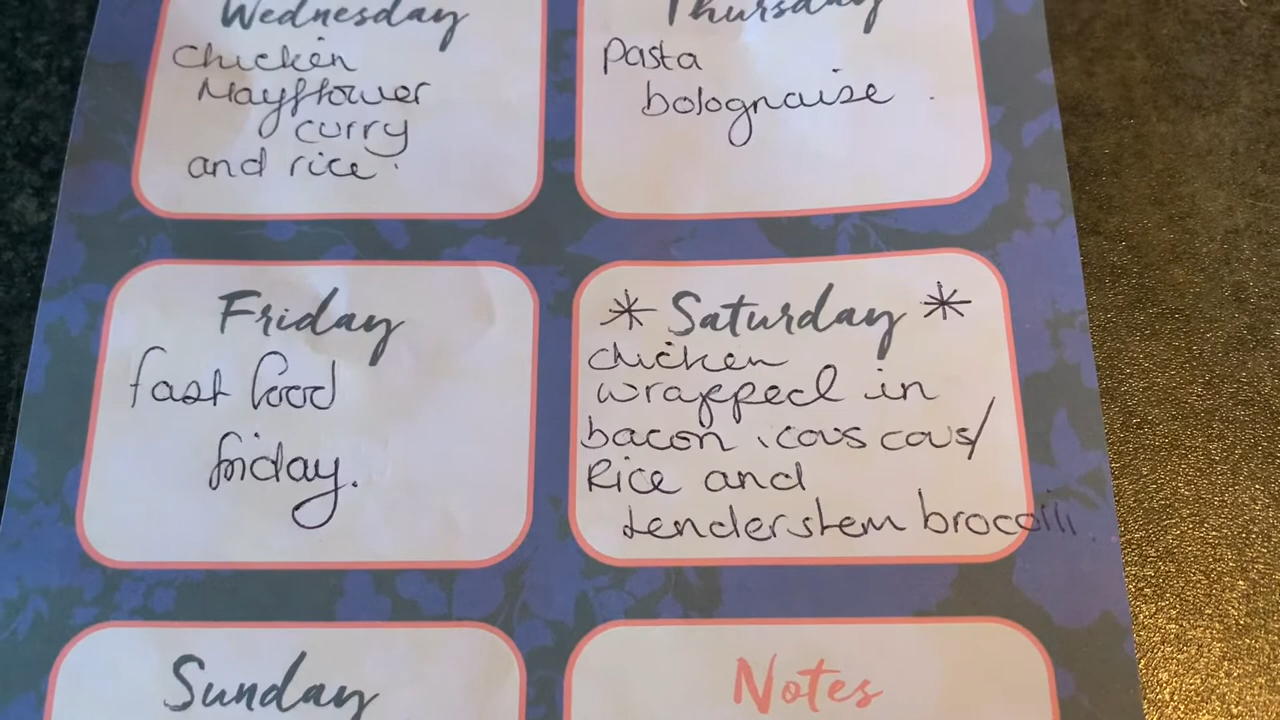 Wednesday
Chicken
Mayflower
curry
and rice.
Thursday
Pasta
bolognaise.
Friday
fast food
friday.
* Saturday *
chicken
wrapped in
bacon, cous cous/
Rice and
tenderstem brocolli.
Sunday
Notes